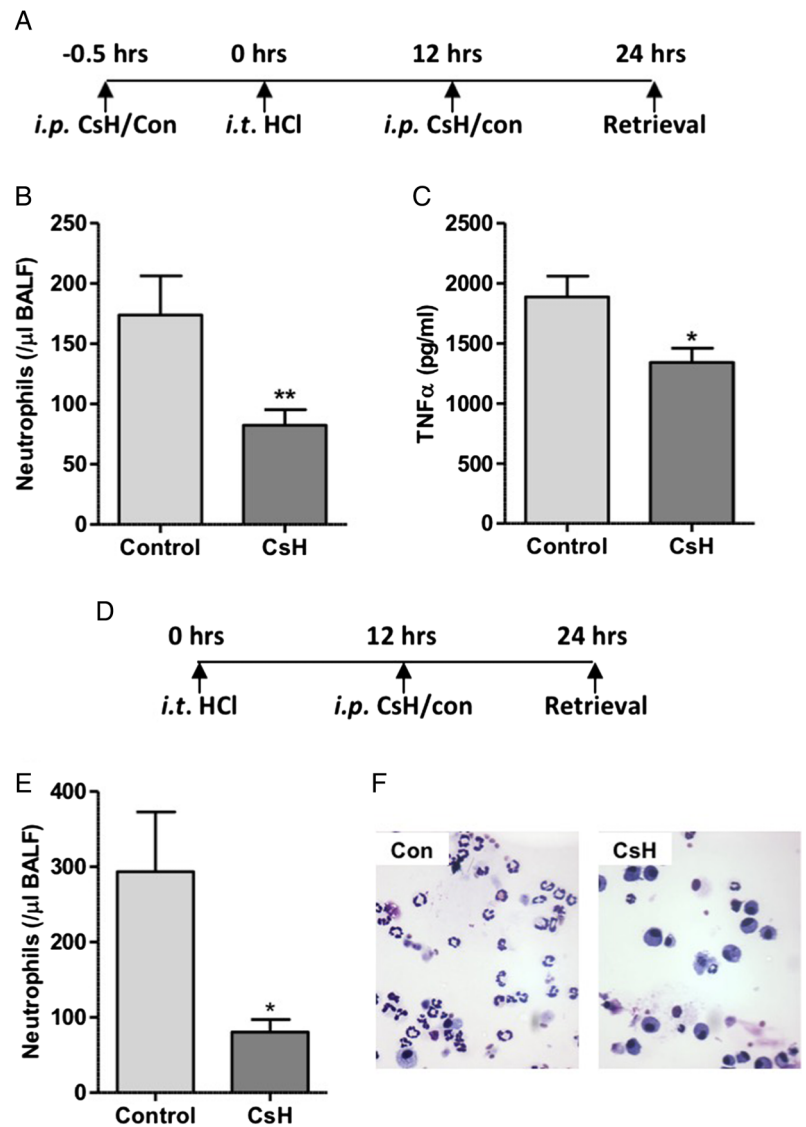 A
-0.5 hrs 0 hrs 12 hrs 24 hrs
i.p. CsH/Con i.t. HCl i.p. CsH/con Retrieval
B
250
200
150
100
50
0
Neutrophils (/μl BALF)
**
Control CsH
C
2500
2000
1500
1000
500
0
TNFα (pg/ml)
*
Control CsH
D
0 hrs 12 hrs 24 hrs
i.t. HCl i.p. CsH/con Retrieval
E
400
300
200
100
0
Neutrophils (/μl BALF)
*
Control CsH
F
Con CsH